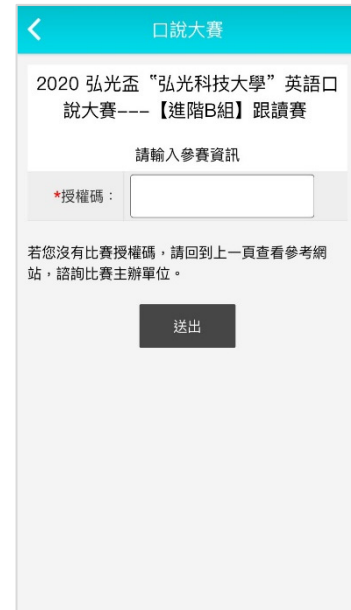 口說大賽
2020 弘光盃“弘光科技大學”英語口
說大賽---【進階B組】跟讀賽
請輸入參賽資訊
*授權碼：
若您沒有比賽授權碼，請回到上一頁查看參考網
站，諮詢比賽主辦單位。
送出